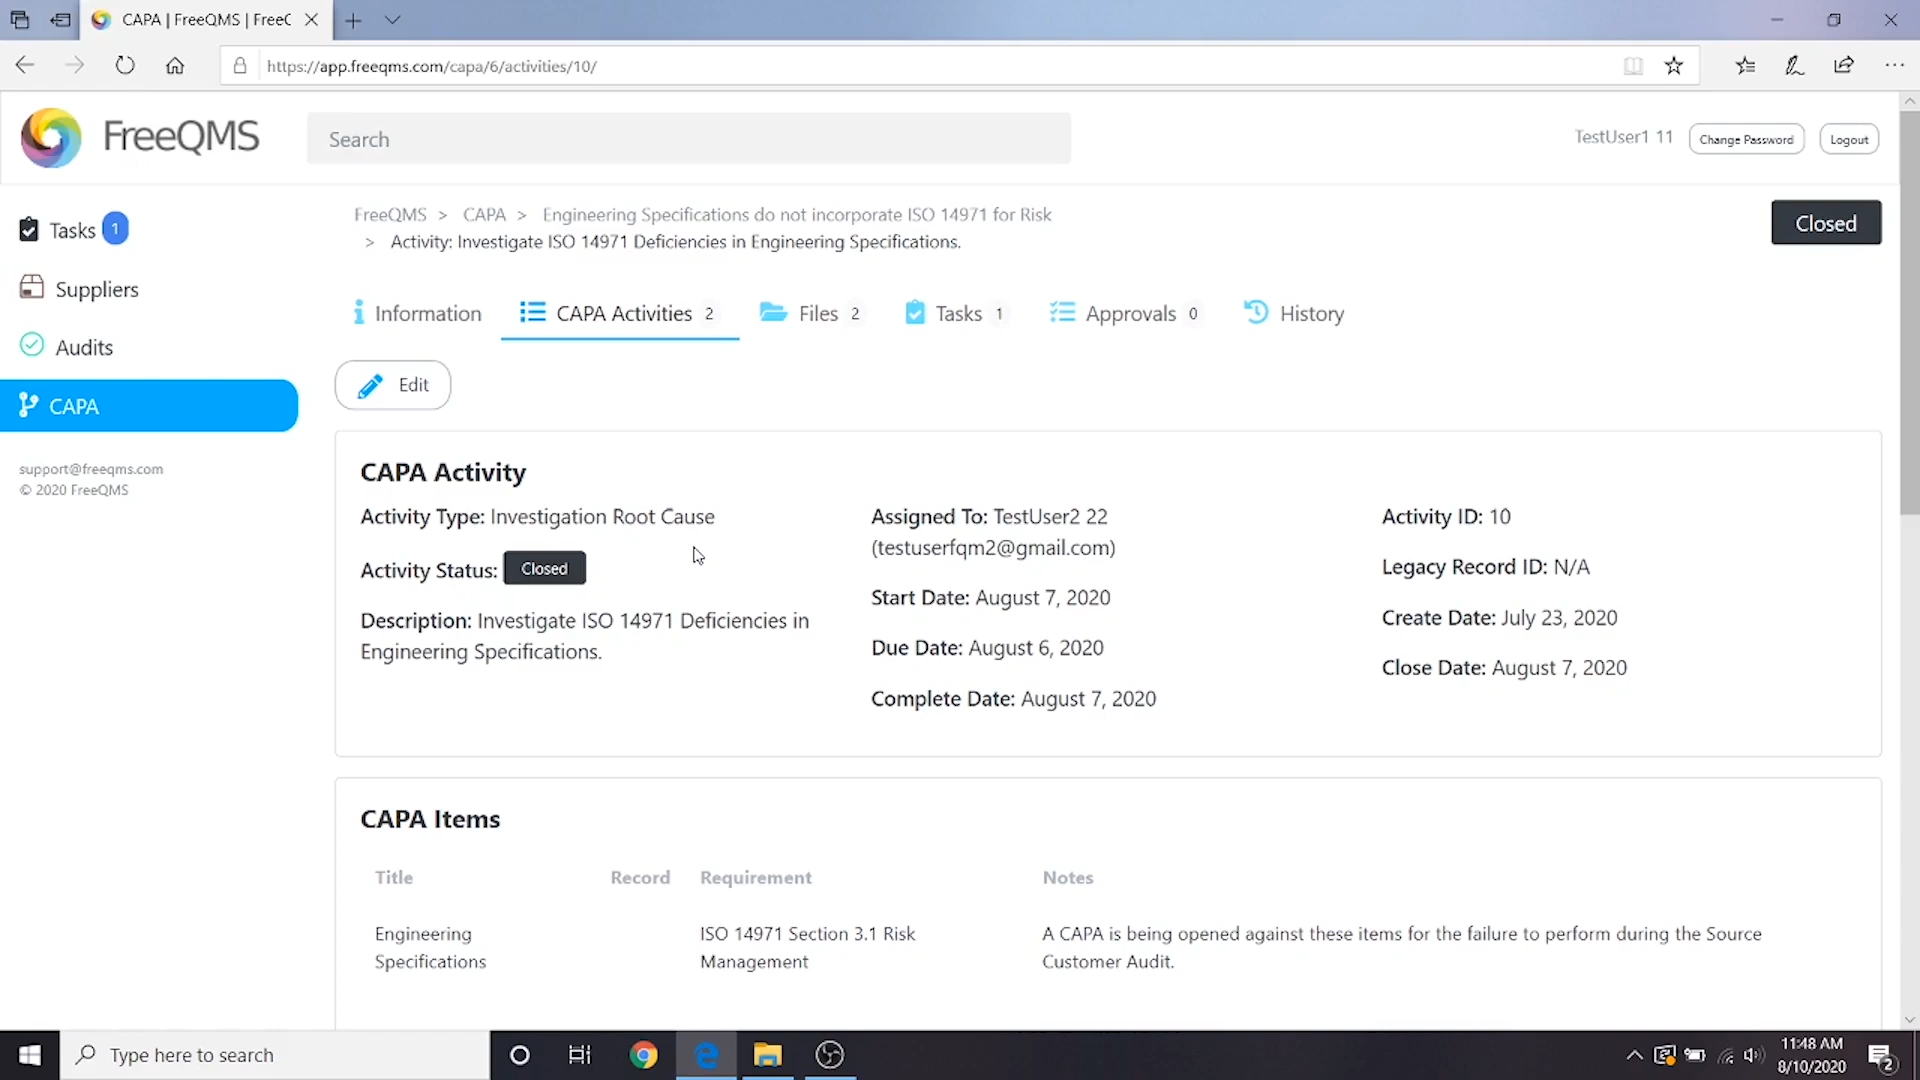 CAPA | FreeQMS | FreeC
https://app.freeqms.com/capa/6/activities/10/
FreeQMS
Search
TestUser1 11
Change Password
Logout
Tasks 1
Suppliers
Audits
CAPA
support@freeqms.com
© 2020 FreeQMS
FreeQMS > CAPA > Engineering Specifications do not incorporate ISO 14971 for Risk
> Activity: Investigate ISO 14971 Deficiencies in Engineering Specifications.
Closed
Information
CAPA Activities 2
Files 2
Tasks 1
Approvals 0
History
Edit
CAPA Activity
Activity Type: Investigation Root Cause
Activity Status: Closed
Description: Investigate ISO 14971 Deficiencies in
Engineering Specifications.
Assigned To: TestUser2 22
(testuserfqm2@gmail.com)
Start Date: August 7, 2020
Due Date: August 6, 2020
Complete Date: August 7, 2020
Activity ID: 10
Legacy Record ID: N/A
Create Date: July 23, 2020
Close Date: August 7, 2020
CAPA Items
Title Record Requirement Notes
Engineering
Specifications
ISO 14971 Section 3.1 Risk
Management
A CAPA is being opened against these items for the failure to perform during the Source
Customer Audit.
Type here to search
11:48 AM
8/10/2020
2